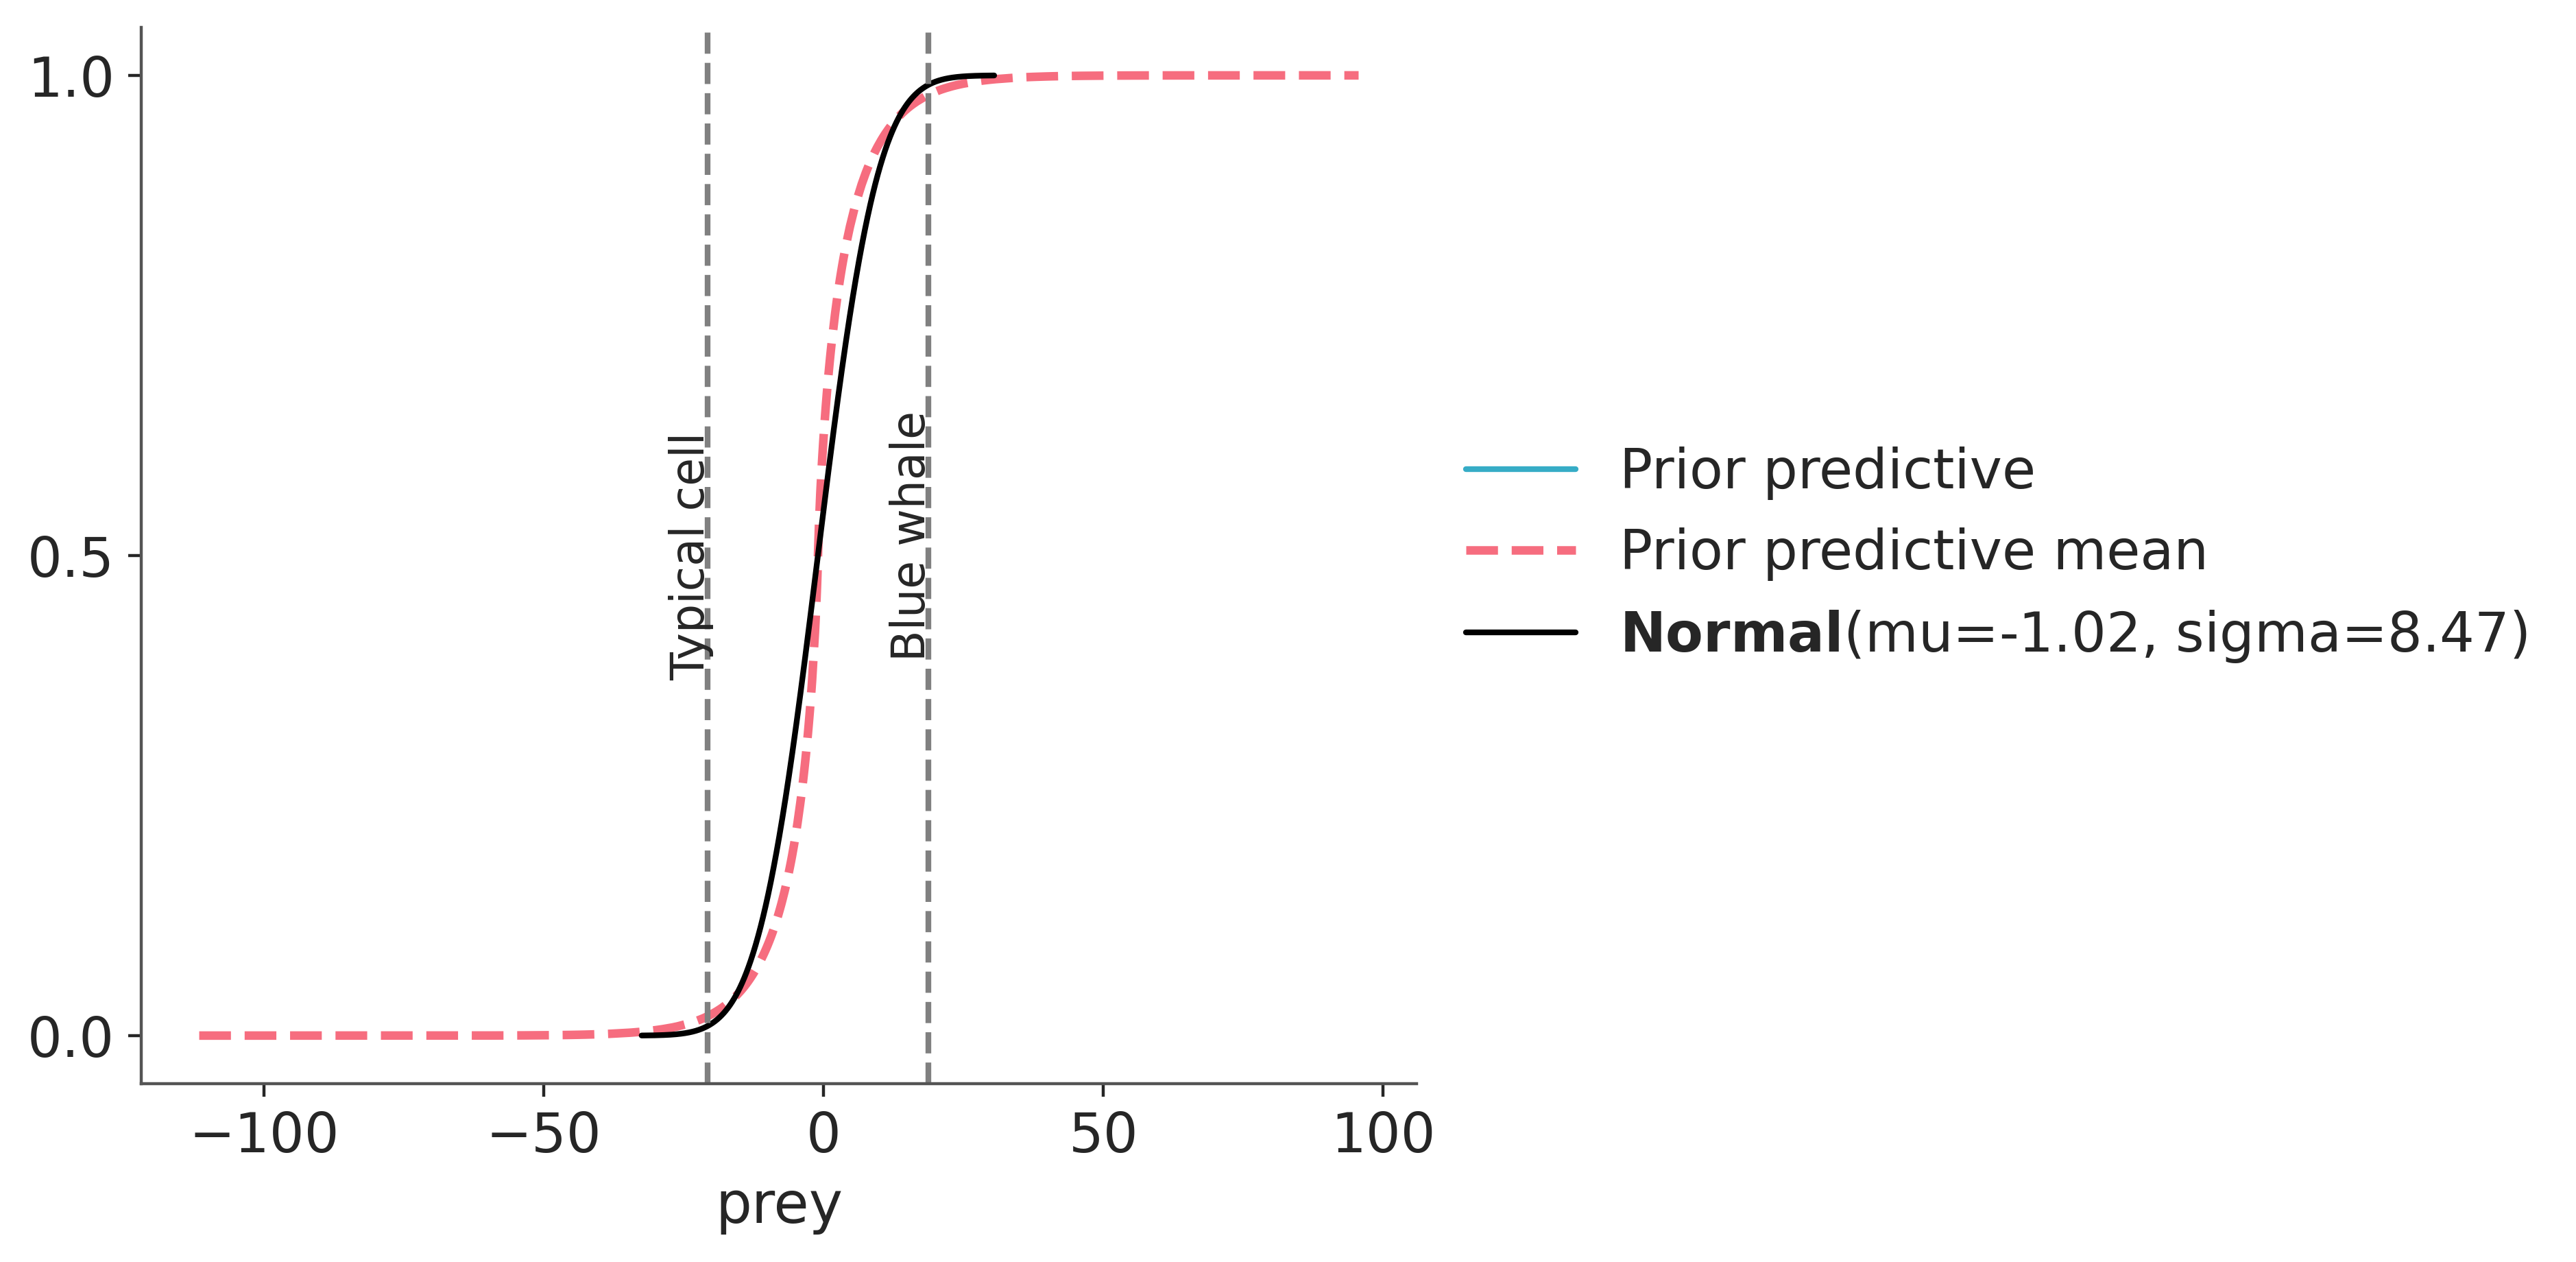 1.0
0.5
0.0
Typical cell
Blue whale
−100
−50
0
50
100
prey
Prior predictive
Prior predictive mean
Normal(mu=-1.02, sigma=8.47)